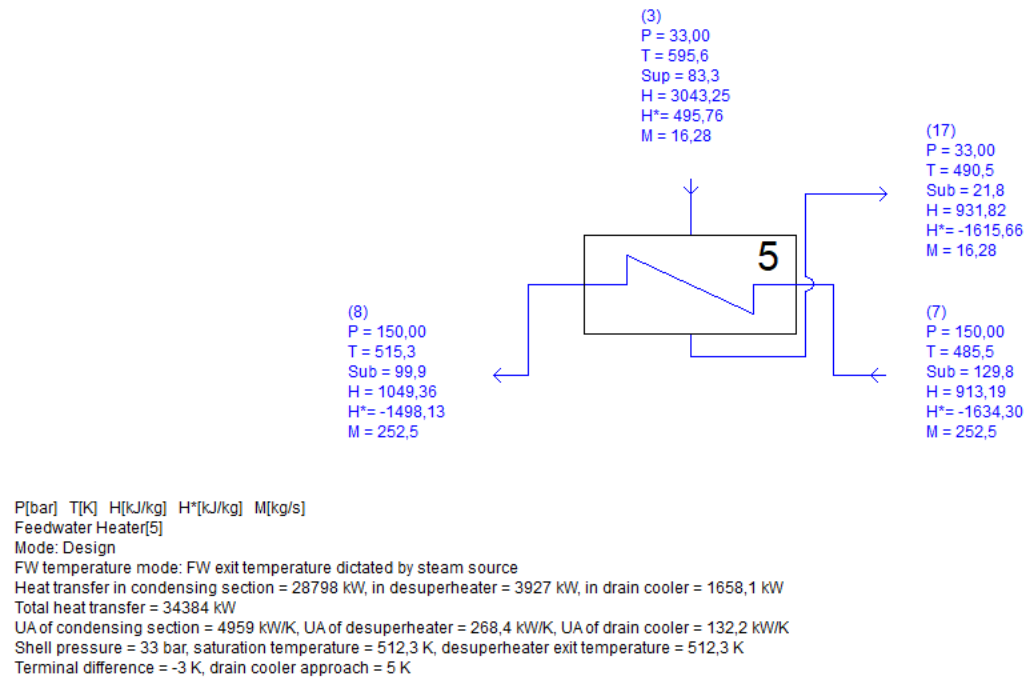 (3)
P = 33,00
T = 595,6
Sup = 83,3
H = 3043,25
H*= 495,76
M = 16,28
(17)
P = 33,00
T = 490,5
Sub = 21,8
H = 931,82
H*= -1615,66
M = 16,28
5
(8)
P = 150,00
T = 515,3
Sub = 99,9
H = 1049,36
H*= -1498,13
M = 252,5
(7)
P = 150,00
T = 485,5
Sub = 129,8
H = 913,19
H*= -1634,30
M = 252,5
P[bar] T[K] H[kJ/kg] H*[kJ/kg] M[kg/s]
Feedwater Heater[5]
Mode: Design
FW temperature mode: FW exit temperature dictated by steam source
Heat transfer in condensing section = 28798 kW, in desuperheater = 3927 kW, in drain cooler = 1658,1 kW
Total heat transfer = 34384 kW
UA of condensing section = 4959 kW/K, UA of desuperheater = 268,4 kW/K, UA of drain cooler = 132,2 kW/K
Shell pressure = 33 bar, saturation temperature = 512,3 K, desuperheater exit temperature = 512,3 K
Terminal difference = -3 K, drain cooler approach = 5 K